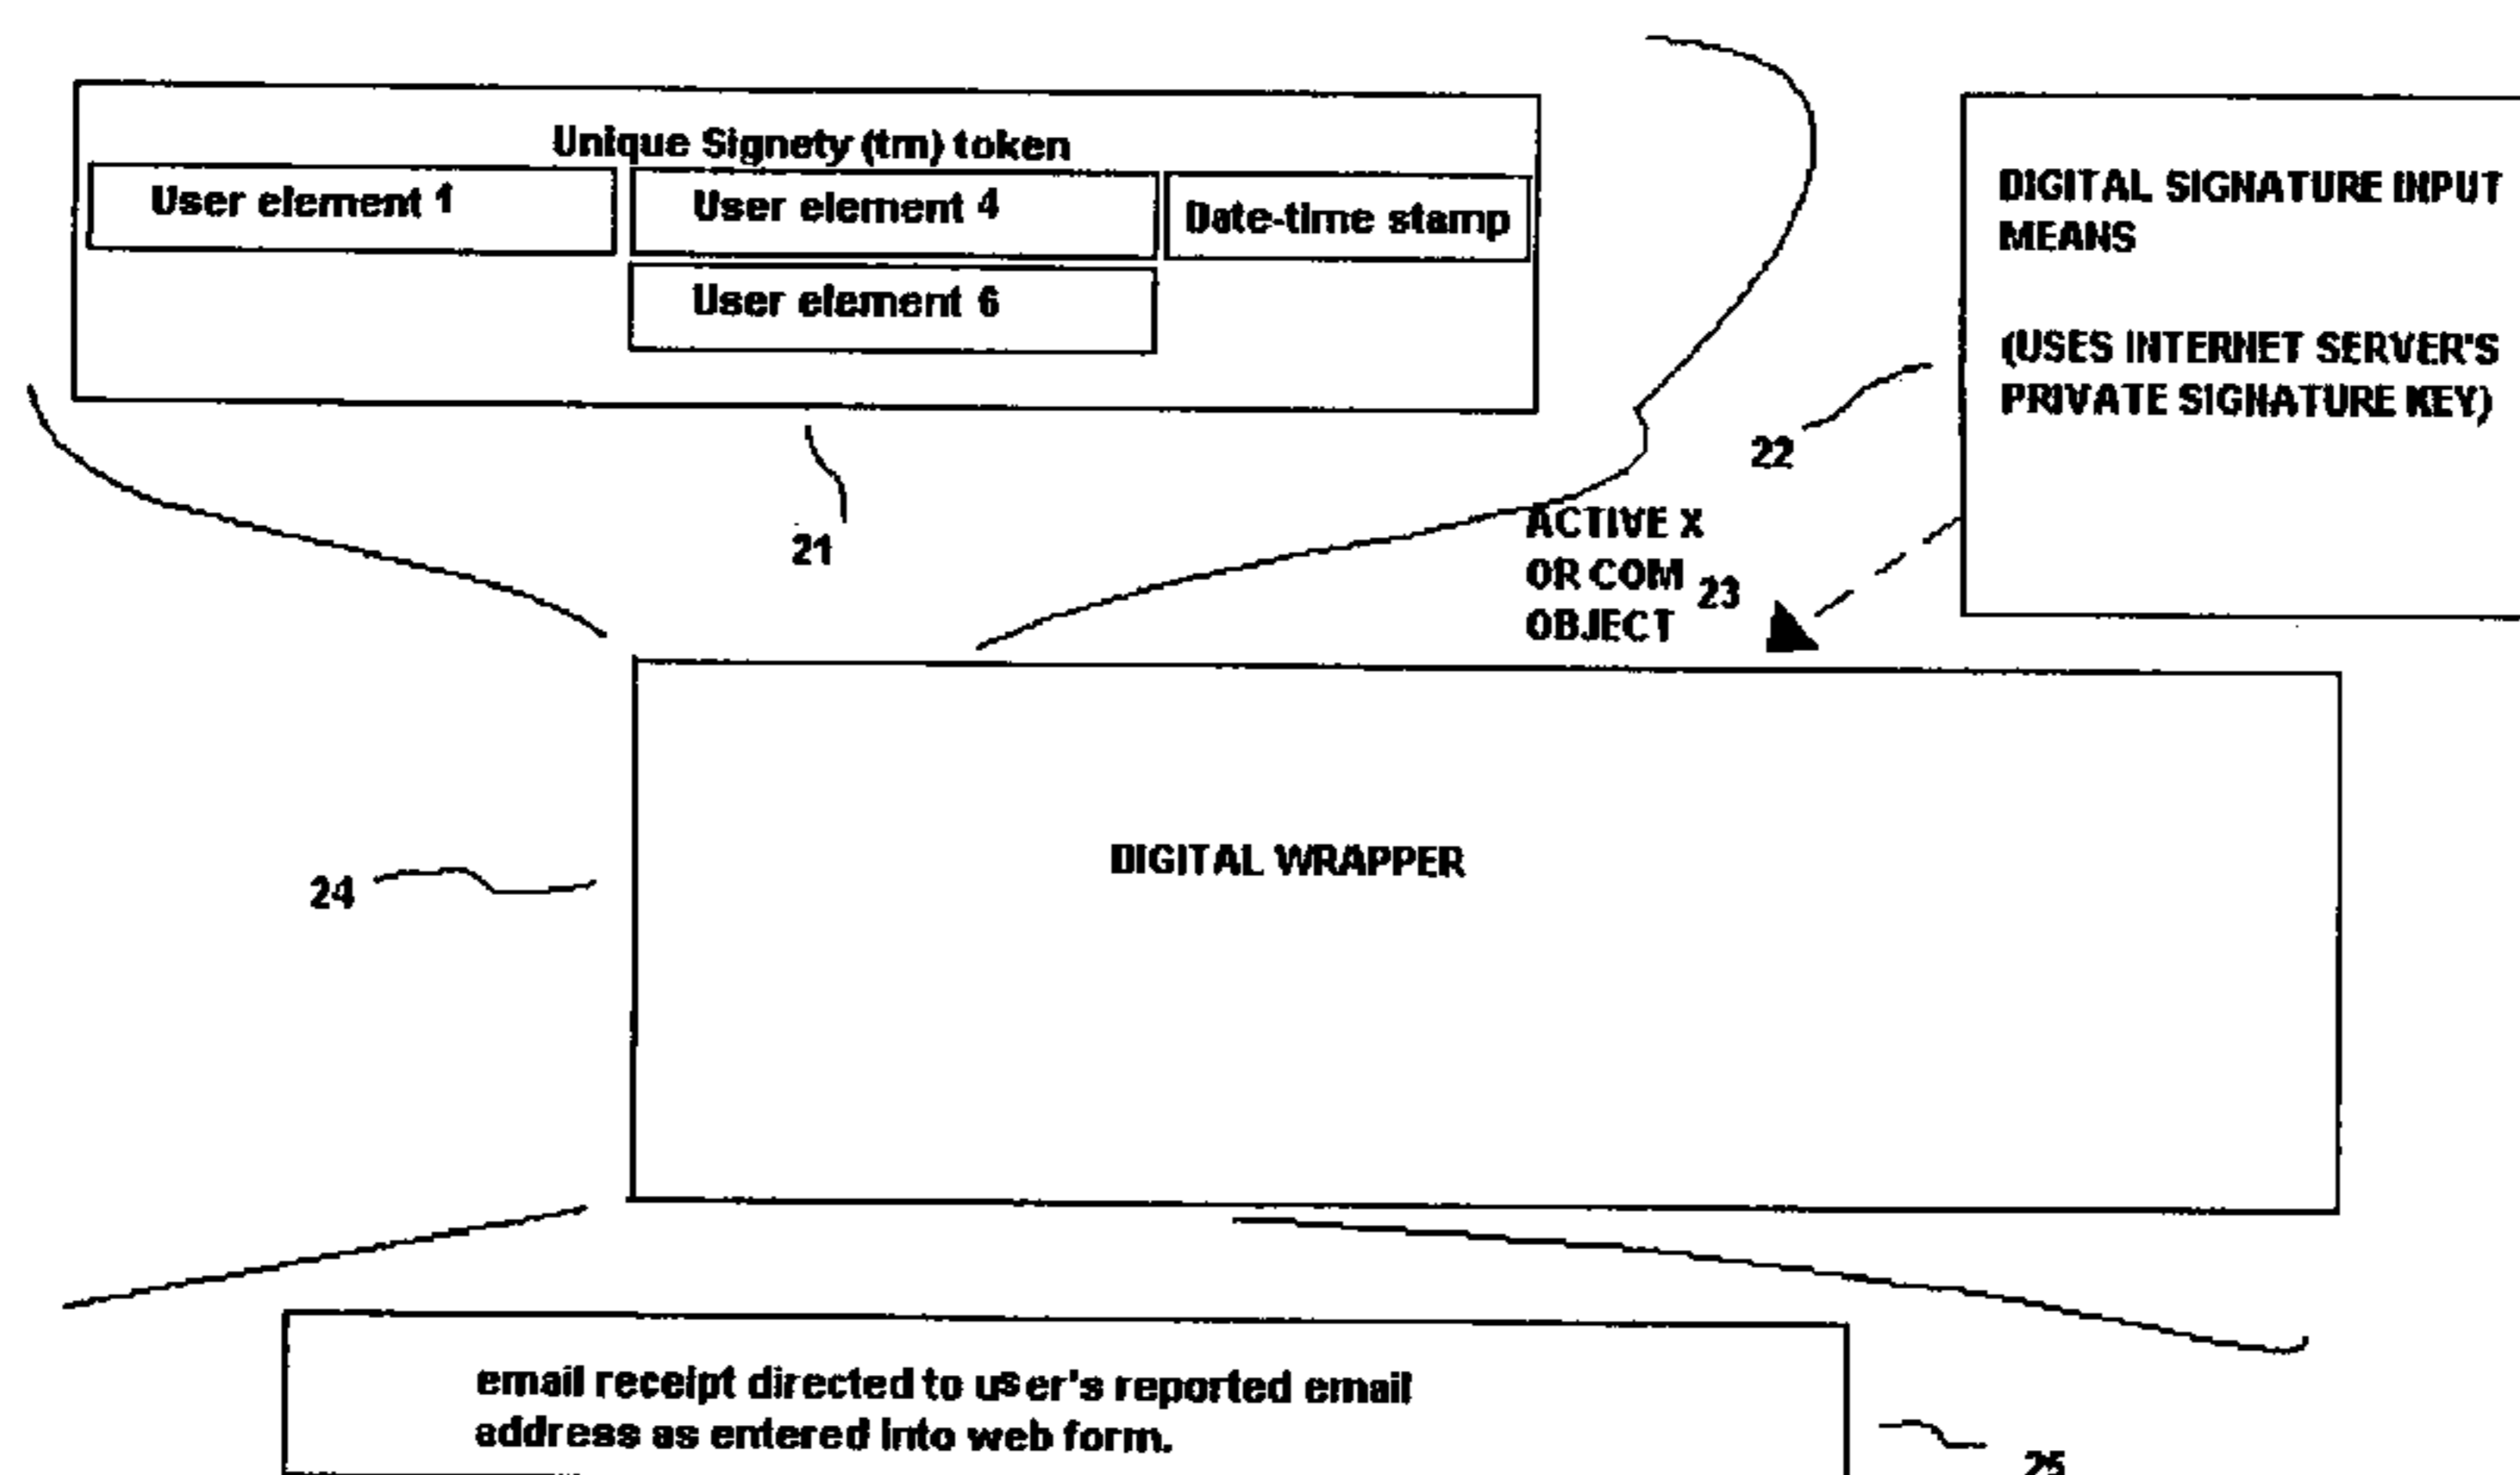 Unique Signety (tm) token
User element 1
User element 4
Date-time stamp
User element 6
21
DIGITAL SIGNATURE INPUT
MEANS
(USES INTERNET SERVER'S
PRIVATE SIGNATURE KEY)
22
ACTIVE X
OR COM
OBJECT
23
DIGITAL WRAPPER
24
email receipt directed to user's reported email
address as entered into web form.
25